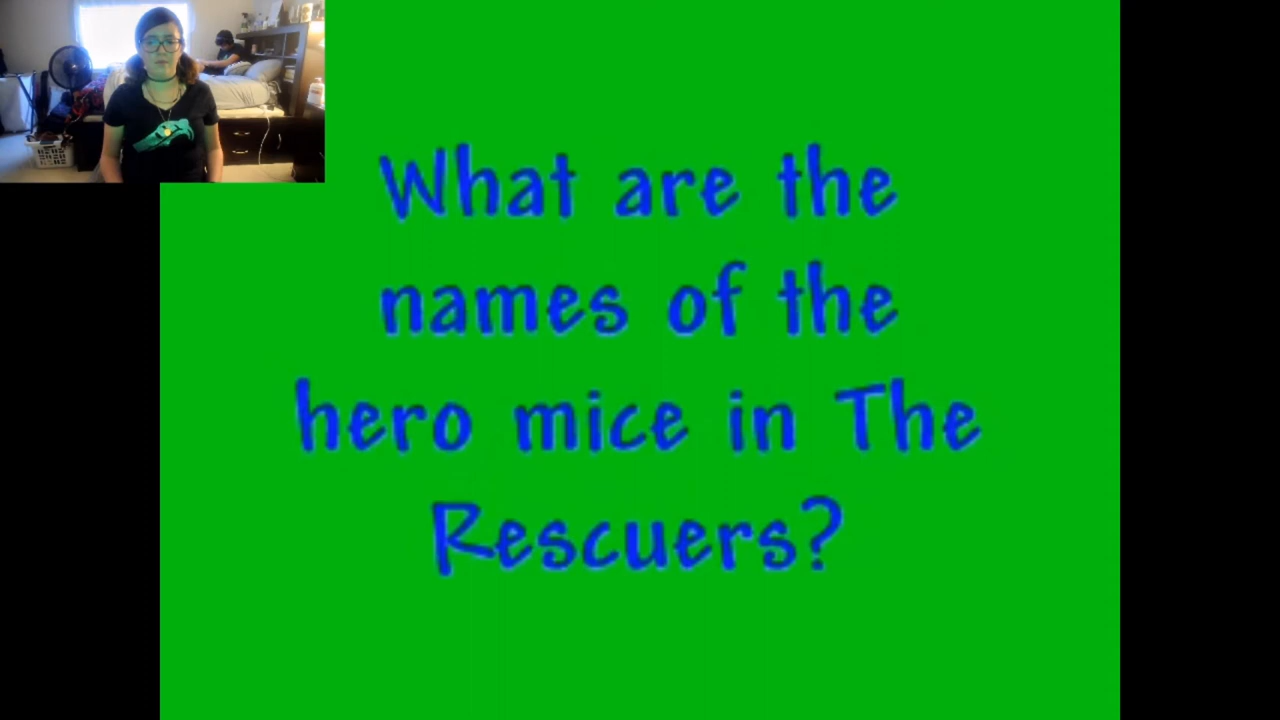 What are the
names of the
hero mice in The
Rescuers?